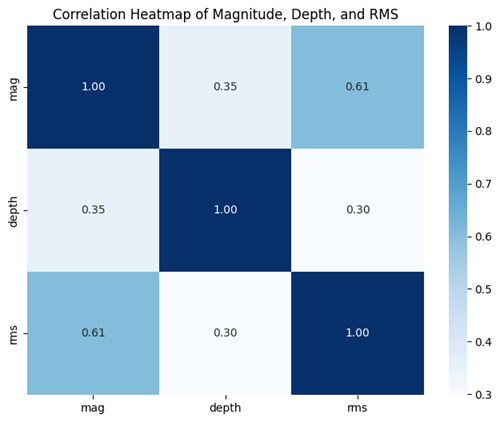 Correlation Heatmap of Magnitude, Depth, and RMS
mag
1.00
0.35
0.61
depth
0.35
1.00
0.30
rms
0.61
0.30
1.00
mag
depth
rms
1.0
0.9
0.8
0.7
0.6
0.5
0.4
0.3